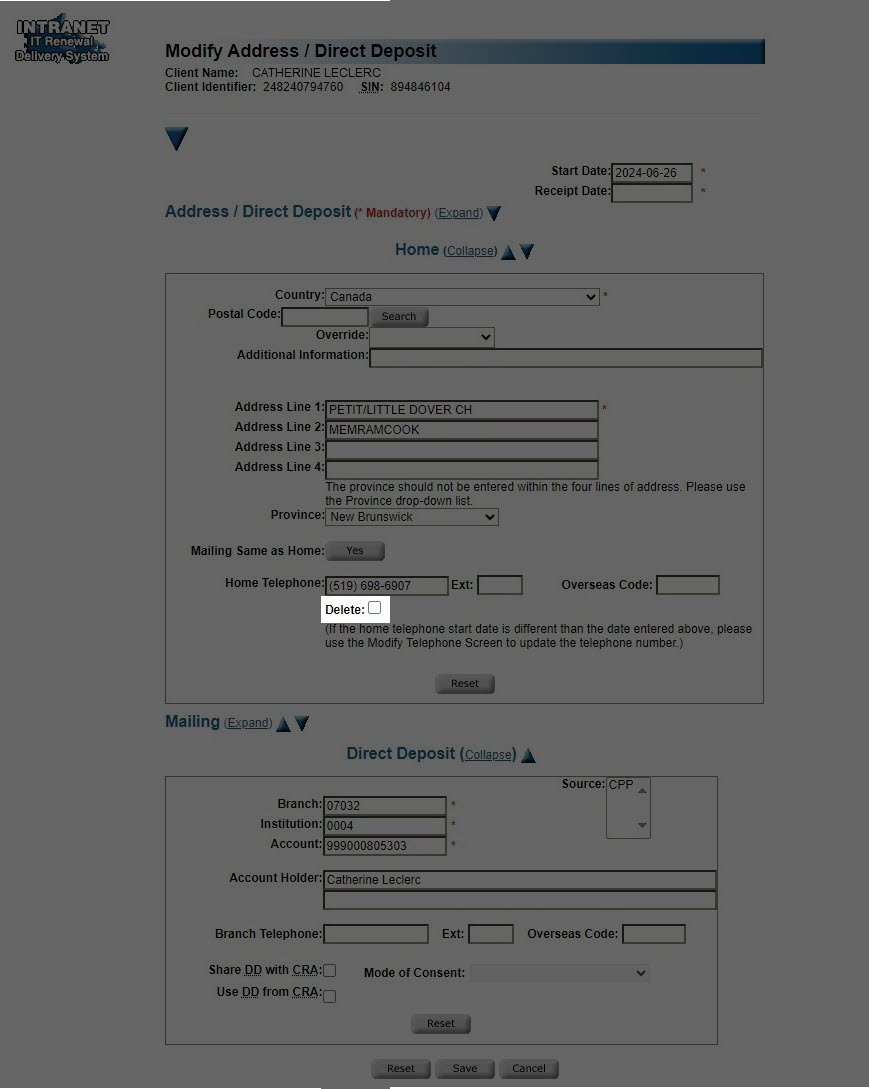 INTRANET
IT Renewal
Delivery System
Modify Address / Direct Deposit
Client Name: CATHERINE LECLERC
Client Identifier: 248240794760 SIN: 894846104
Start Date: 2024-06-26 *
Receipt Date: *
Address / Direct Deposit (* Mandatory) (Expand)
Home (Collapse)
Country: Canada *
Postal Code: Search
Override:
Additional Information:
Address Line 1: PETIT/LITTLE DOVER CH *
Address Line 2: MEMRAMCOOK
Address Line 3:
Address Line 4:
The province should not be entered within the four lines of address. Please use
the Province drop-down list.
Province: New Brunswick
Mailing Same as Home: Yes
Home Telephone: (519) 698-6907 Ext: Overseas Code:
Delete:
(If the home telephone start date is different than the date entered above, please
use the Modify Telephone Screen to update the telephone number.)
Reset
Mailing (Expand)
Direct Deposit (Collapse)
Source: CPP
Branch: 07032 *
Institution: 0004 *
Account: 999000805303 *
Account Holder: Catherine Leclerc
Branch Telephone: Ext: Overseas Code:
Share DD with CRA: Mode of Consent:
Use DD from CRA:
Reset
Reset Save Cancel